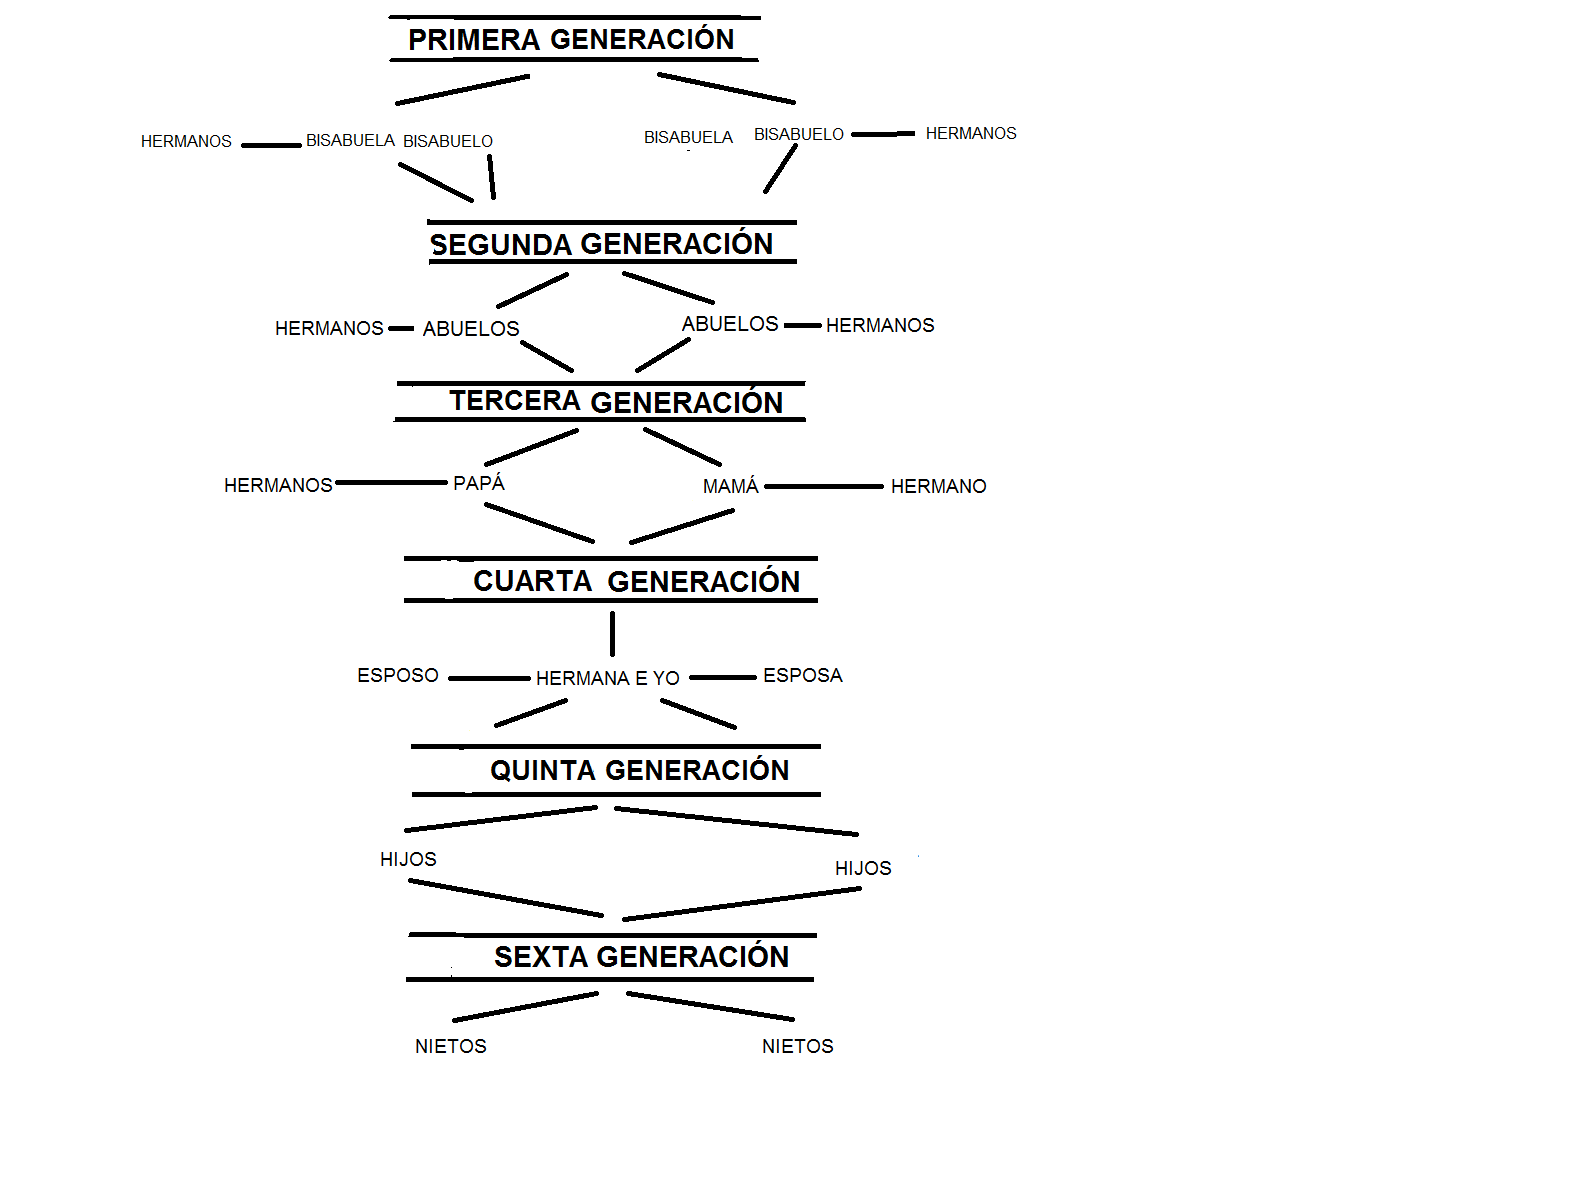 PRIMERA GENERACIÓN
HERMANOS BISABUELA BISABUELO BISABUELA BISABUELO HERMANOS
SEGUNDA GENERACIÓN
HERMANOS ABUELOS ABUELOS HERMANOS
TERCERA GENERACIÓN
HERMANOS PAPÁ MAMÁ HERMANO
CUARTA GENERACIÓN
ESPOSO HERMANA E YO ESPOSA
QUINTA GENERACIÓN
HIJOS HIJOS
SEXTA GENERACIÓN
NIETOS NIETOS